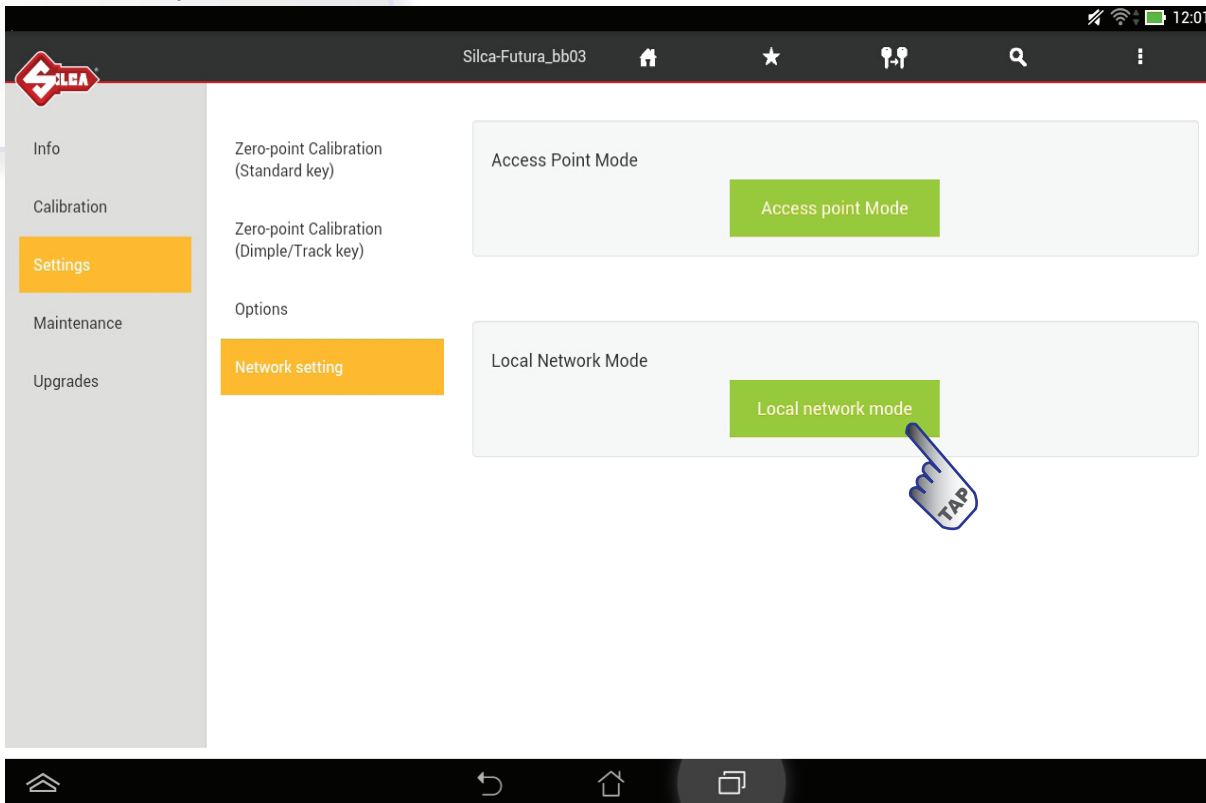 12:01
SILCA
Silca-Futura_bb03
Info
Calibration
Settings
Maintenance
Upgrades
Zero-point Calibration
(Standard key)
Zero-point Calibration
(Dimple/Track key)
Options
Network setting
Access Point Mode
Access point Mode
Local Network Mode
Local network mode
TAP